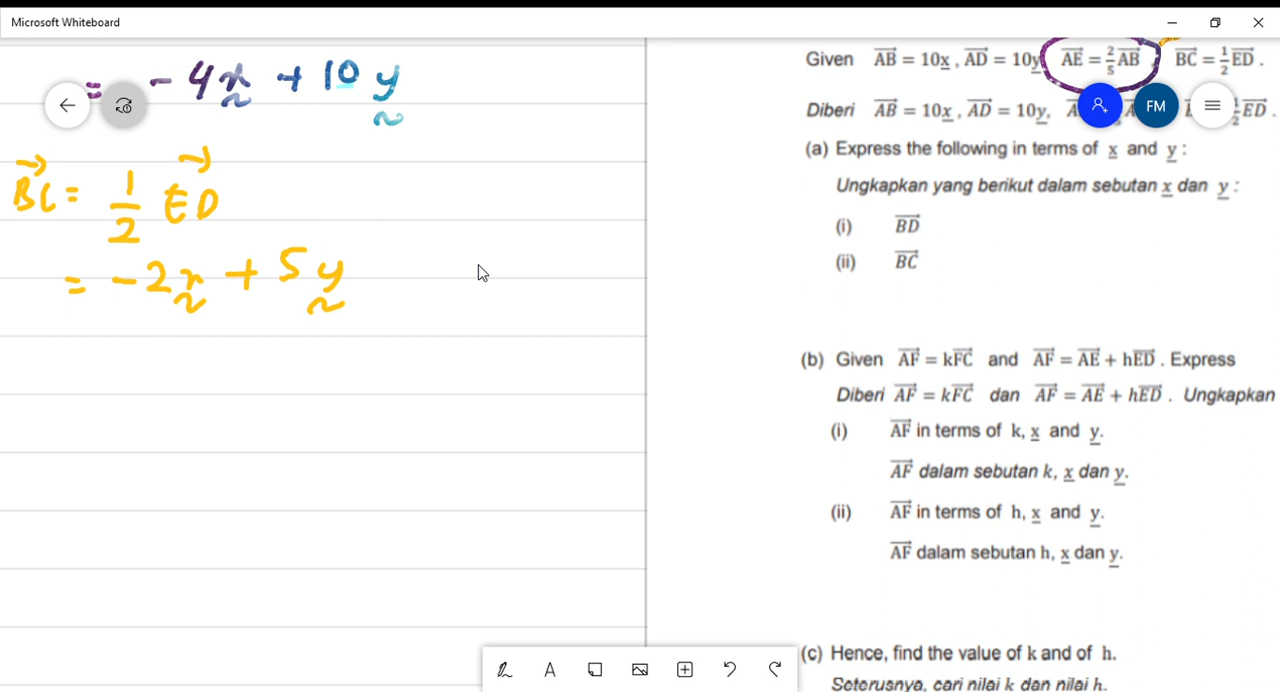 Microsoft Whiteboard
= - 4x + 10y
BC = 1/2 ED
= -2x + 5y
Given AB = 10x , AD = 10y AE = 2/5 AB BC = 1/2 ED .
Diberi AB = 10x , AD = 10y, ED .
FM
(a) Express the following in terms of x and y :
Ungkapkan yang berikut dalam sebutan x dan y :
(i) BD
(ii) BC
(b) Given AF = kFC and AF = AE + hED . Express
Diberi AF = kFC dan AF = AE + hED . Ungkapkan
(i) AF in terms of k, x and y.
AF dalam sebutan k, x dan y.
(ii) AF in terms of h, x and y.
AF dalam sebutan h, x dan y.
(c) Hence, find the value of k and of h.
Seterusnya, cari nilai k dan nilai h.